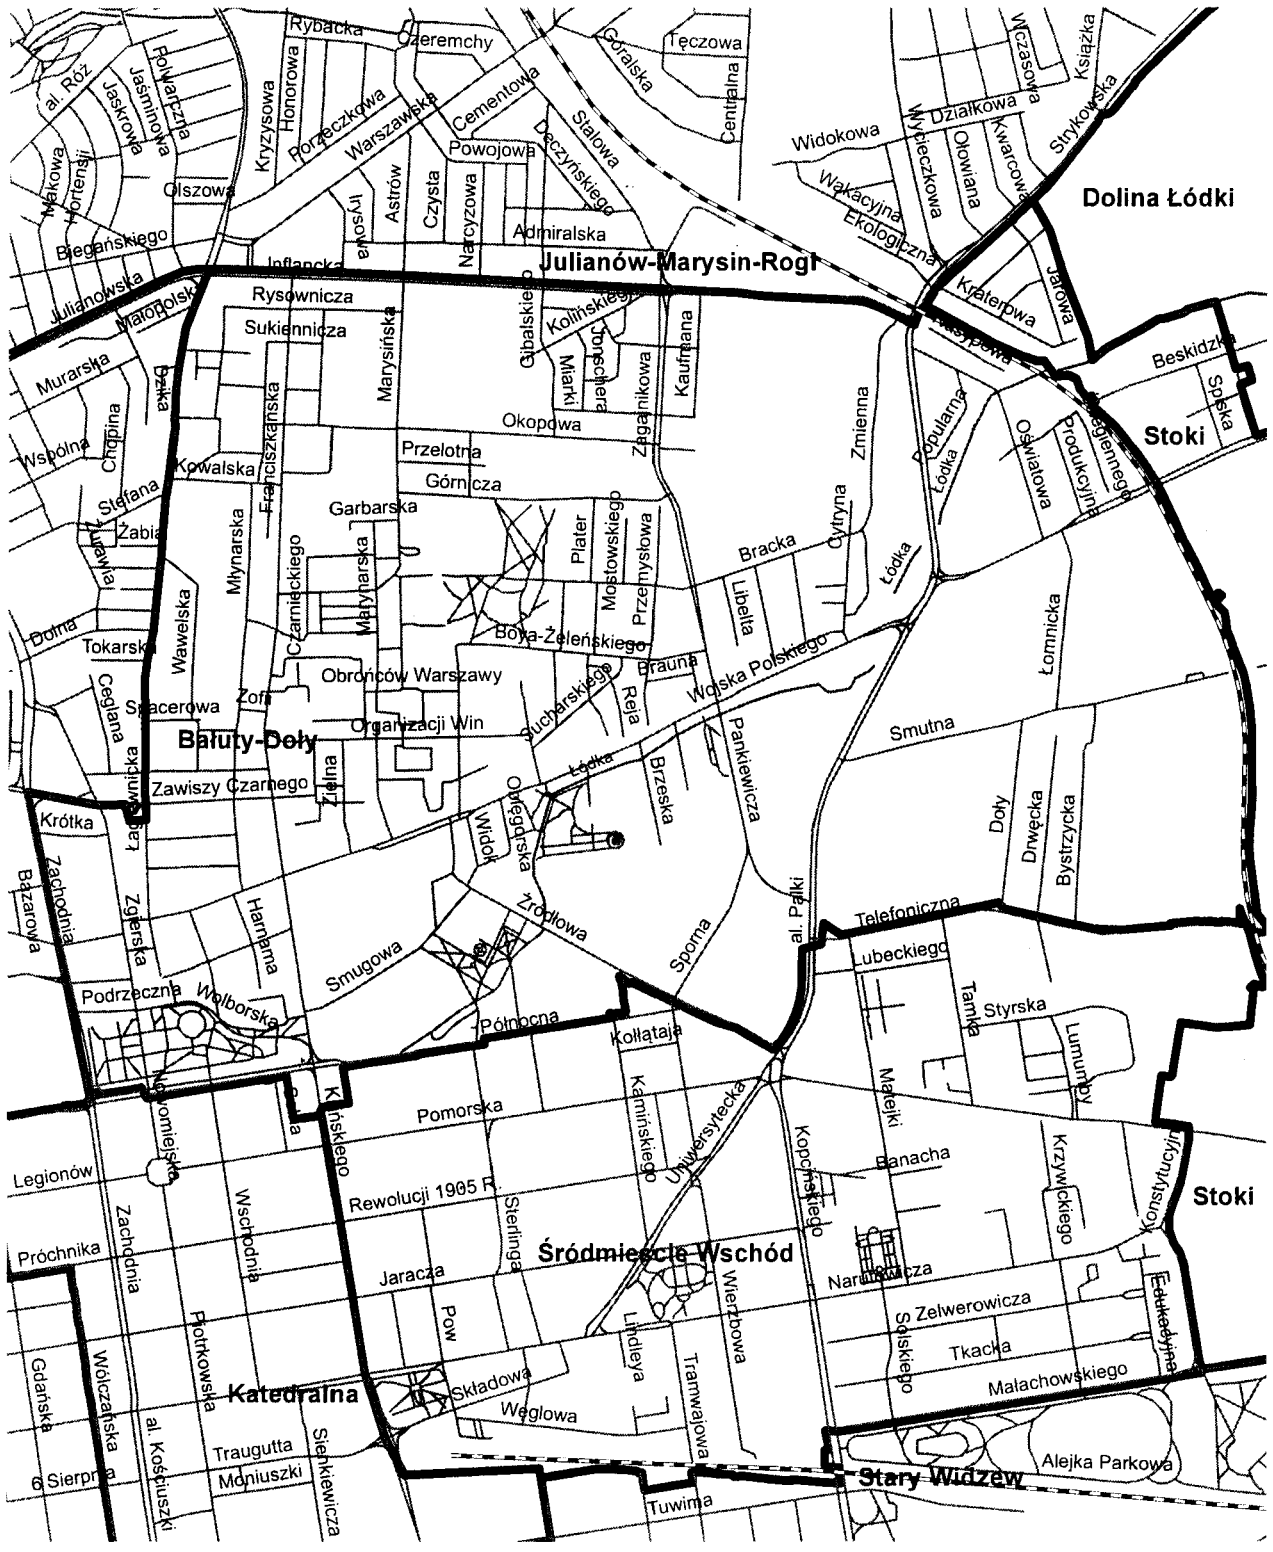 Rybacka
Czeremchy
Góralska
Tęczowa
Wczasowa
Książka
al. Róż
Folwarczna
Jaśminowa
Jaskrowa
Kryzysowa
Honorowa
Porzeczkowa
Warszawska
Cementowa
Stalowa
Centralna
Działkowa
Strykowska
Widokowa
Wycieczkowa
Ołowiana
Kwarcowa
Makowa
Hortensji
Olszowa
Irysowa
Astrów
Czysta
Powojowa
Narcyzowa
Deczyńskiego
Wakacyjna
Ekologiczna
Dolina Łódki
Biegańskiego
Admiralska
Inflancka
Julianów-Marysin-Rogi
Julianowska
Rysownicza
Gibalskiego
Kolińskiego
Kraterowa
Jarowa
Sukiennicza
Marysińska
Jonschera
Kaufmana
Beskidzka
Murarska
Dzika
Miarki
Spiska
Franciszkańska
Zagajnikowa
Zmienna
Popularna
Łódka
Stoki
Chopina
Okopowa
Oświatowa
Produkcyjna
Wspólna
Kowalska
Przelotna
Górnicza
Stefana
Garbarska
Żabia
Żurawia
Młynarska
Plater
Mostowskiego
Przemysłowa
Cytryna
Bracka
Łódka
Wawelska
Czarnieckiego
Marynarska
Libelta
Łomnicka
Dolna
Tokarska
Boya-Żeleńskiego
Brauna
Wojska Polskiego
Ceglana
Spacerowa
Zofii
Obrońców Warszawy
Sucharskiego
Reja
Smutna
Bałuty-Doły
Organizacji Win
Pankiewicza
Zawiszy Czarnego
Zielna
Łódka
Brzeska
Krótka
Widok
Oblęgorska
Doły
Drwęcka
Bystrzycka
Bazarowa
Zachodnia
Zgierska
Harnama
Źródłowa
Sporna
al. Palki
Telefoniczna
Smugowa
Lubeckiego
Podrzeczna
Wolborska
Północna
Kołłątaja
Tamka
Styrska
Lumumby
Nowomiejska
Pomorska
Kamińskiego
Uniwersytecka
Matejki
Kopcińskiego
Banacha
Krzywickiego
Legionów
Wschodnia
Rewolucji 1905 R.
Sterlinga
Stoki
Próchnika
Zachodnia
Jaracza
Śródmieście Wschód
Wierzbowa
Narutowicza
Zelwerowicza
Edukacyjna
Piotrkowska
Pow
Lindleya
Solskiego
Tkacka
Gdańska
Wólczańska
Katedralna
Składowa
Tramwajowa
Małachowskiego
Węglowa
al. Kościuszki
Traugutta
Moniuszki
Sienkiewicza
6 Sierpnia
Alejka Parkowa
Stary Widzew
Tuwima